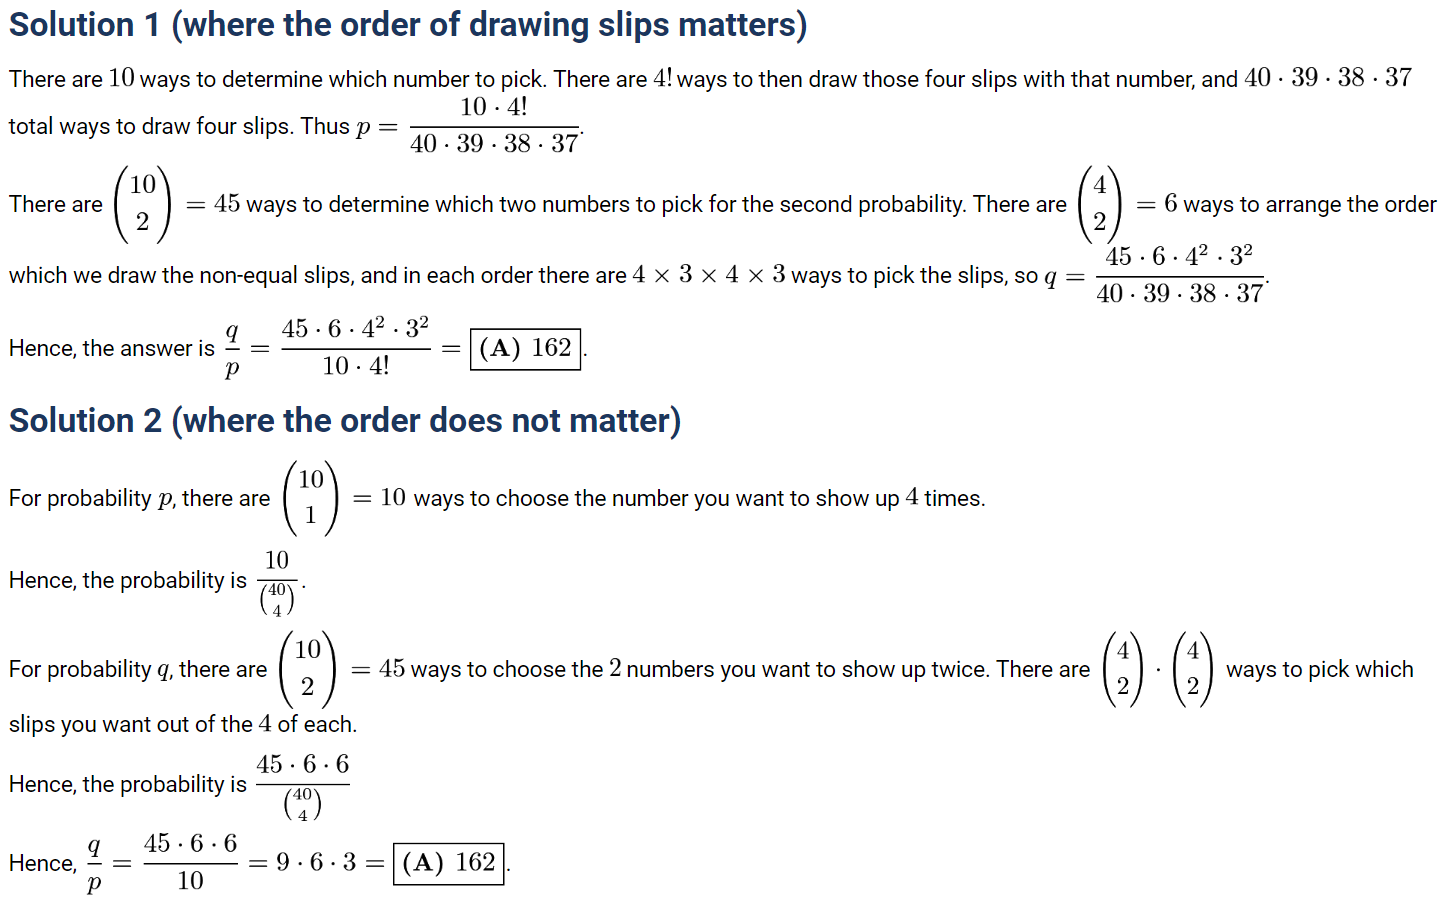 Solution 1 (where the order of drawing slips matters)
There are 10 ways to determine which number to pick. There are 4! ways to then draw those four slips with that number, and 40 · 39 · 38 · 37
total ways to draw four slips. Thus $p = \frac{10 \cdot 4!}{40 \cdot 39 \cdot 38 \cdot 37}$.
There are $\binom{10}{2} = 45$ ways to determine which two numbers to pick for the second probability. There are $\binom{4}{2} = 6$ ways to arrange the order
which we draw the non-equal slips, and in each order there are 4 × 3 × 4 × 3 ways to pick the slips, so $q = \frac{45 \cdot 6 \cdot 4^2 \cdot 3^2}{40 \cdot 39 \cdot 38 \cdot 37}$.
Hence, the answer is $\frac{q}{p} = \frac{45 \cdot 6 \cdot 4^2 \cdot 3^2}{10 \cdot 4!} = \boxed{\textbf{(A) } 162}$.
Solution 2 (where the order does not matter)
For probability $p$, there are $\binom{10}{1} = 10$ ways to choose the number you want to show up 4 times.
Hence, the probability is $\frac{10}{\binom{40}{4}}$.
For probability $q$, there are $\binom{10}{2} = 45$ ways to choose the 2 numbers you want to show up twice. There are $\binom{4}{2} \cdot \binom{4}{2}$ ways to pick which
slips you want out of the 4 of each.
Hence, the probability is $\frac{45 \cdot 6 \cdot 6}{\binom{40}{4}}$
Hence, $\frac{q}{p} = \frac{45 \cdot 6 \cdot 6}{10} = 9 \cdot 6 \cdot 3 = \boxed{\textbf{(A) } 162}$.